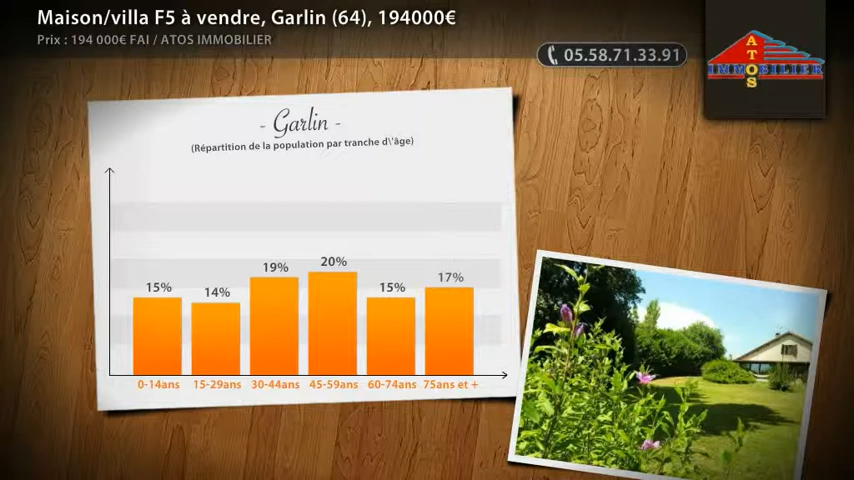 Maison/villa F5 à vendre, Garlin (64), 194000€
Prix : 194 000€ FAI / ATOS IMMOBILIER
05.58.71.33.91
ATOS
IMMOBILIER
- Garlin -
(Répartition de la population par tranche d\'âge)
15% 14% 19% 20% 15% 17%
0-14ans 15-29ans 30-44ans 45-59ans 60-74ans 75ans et +